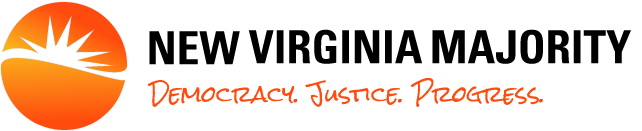 NEW VIRGINIA MAJORITY
Democracy. Justice. Progress.